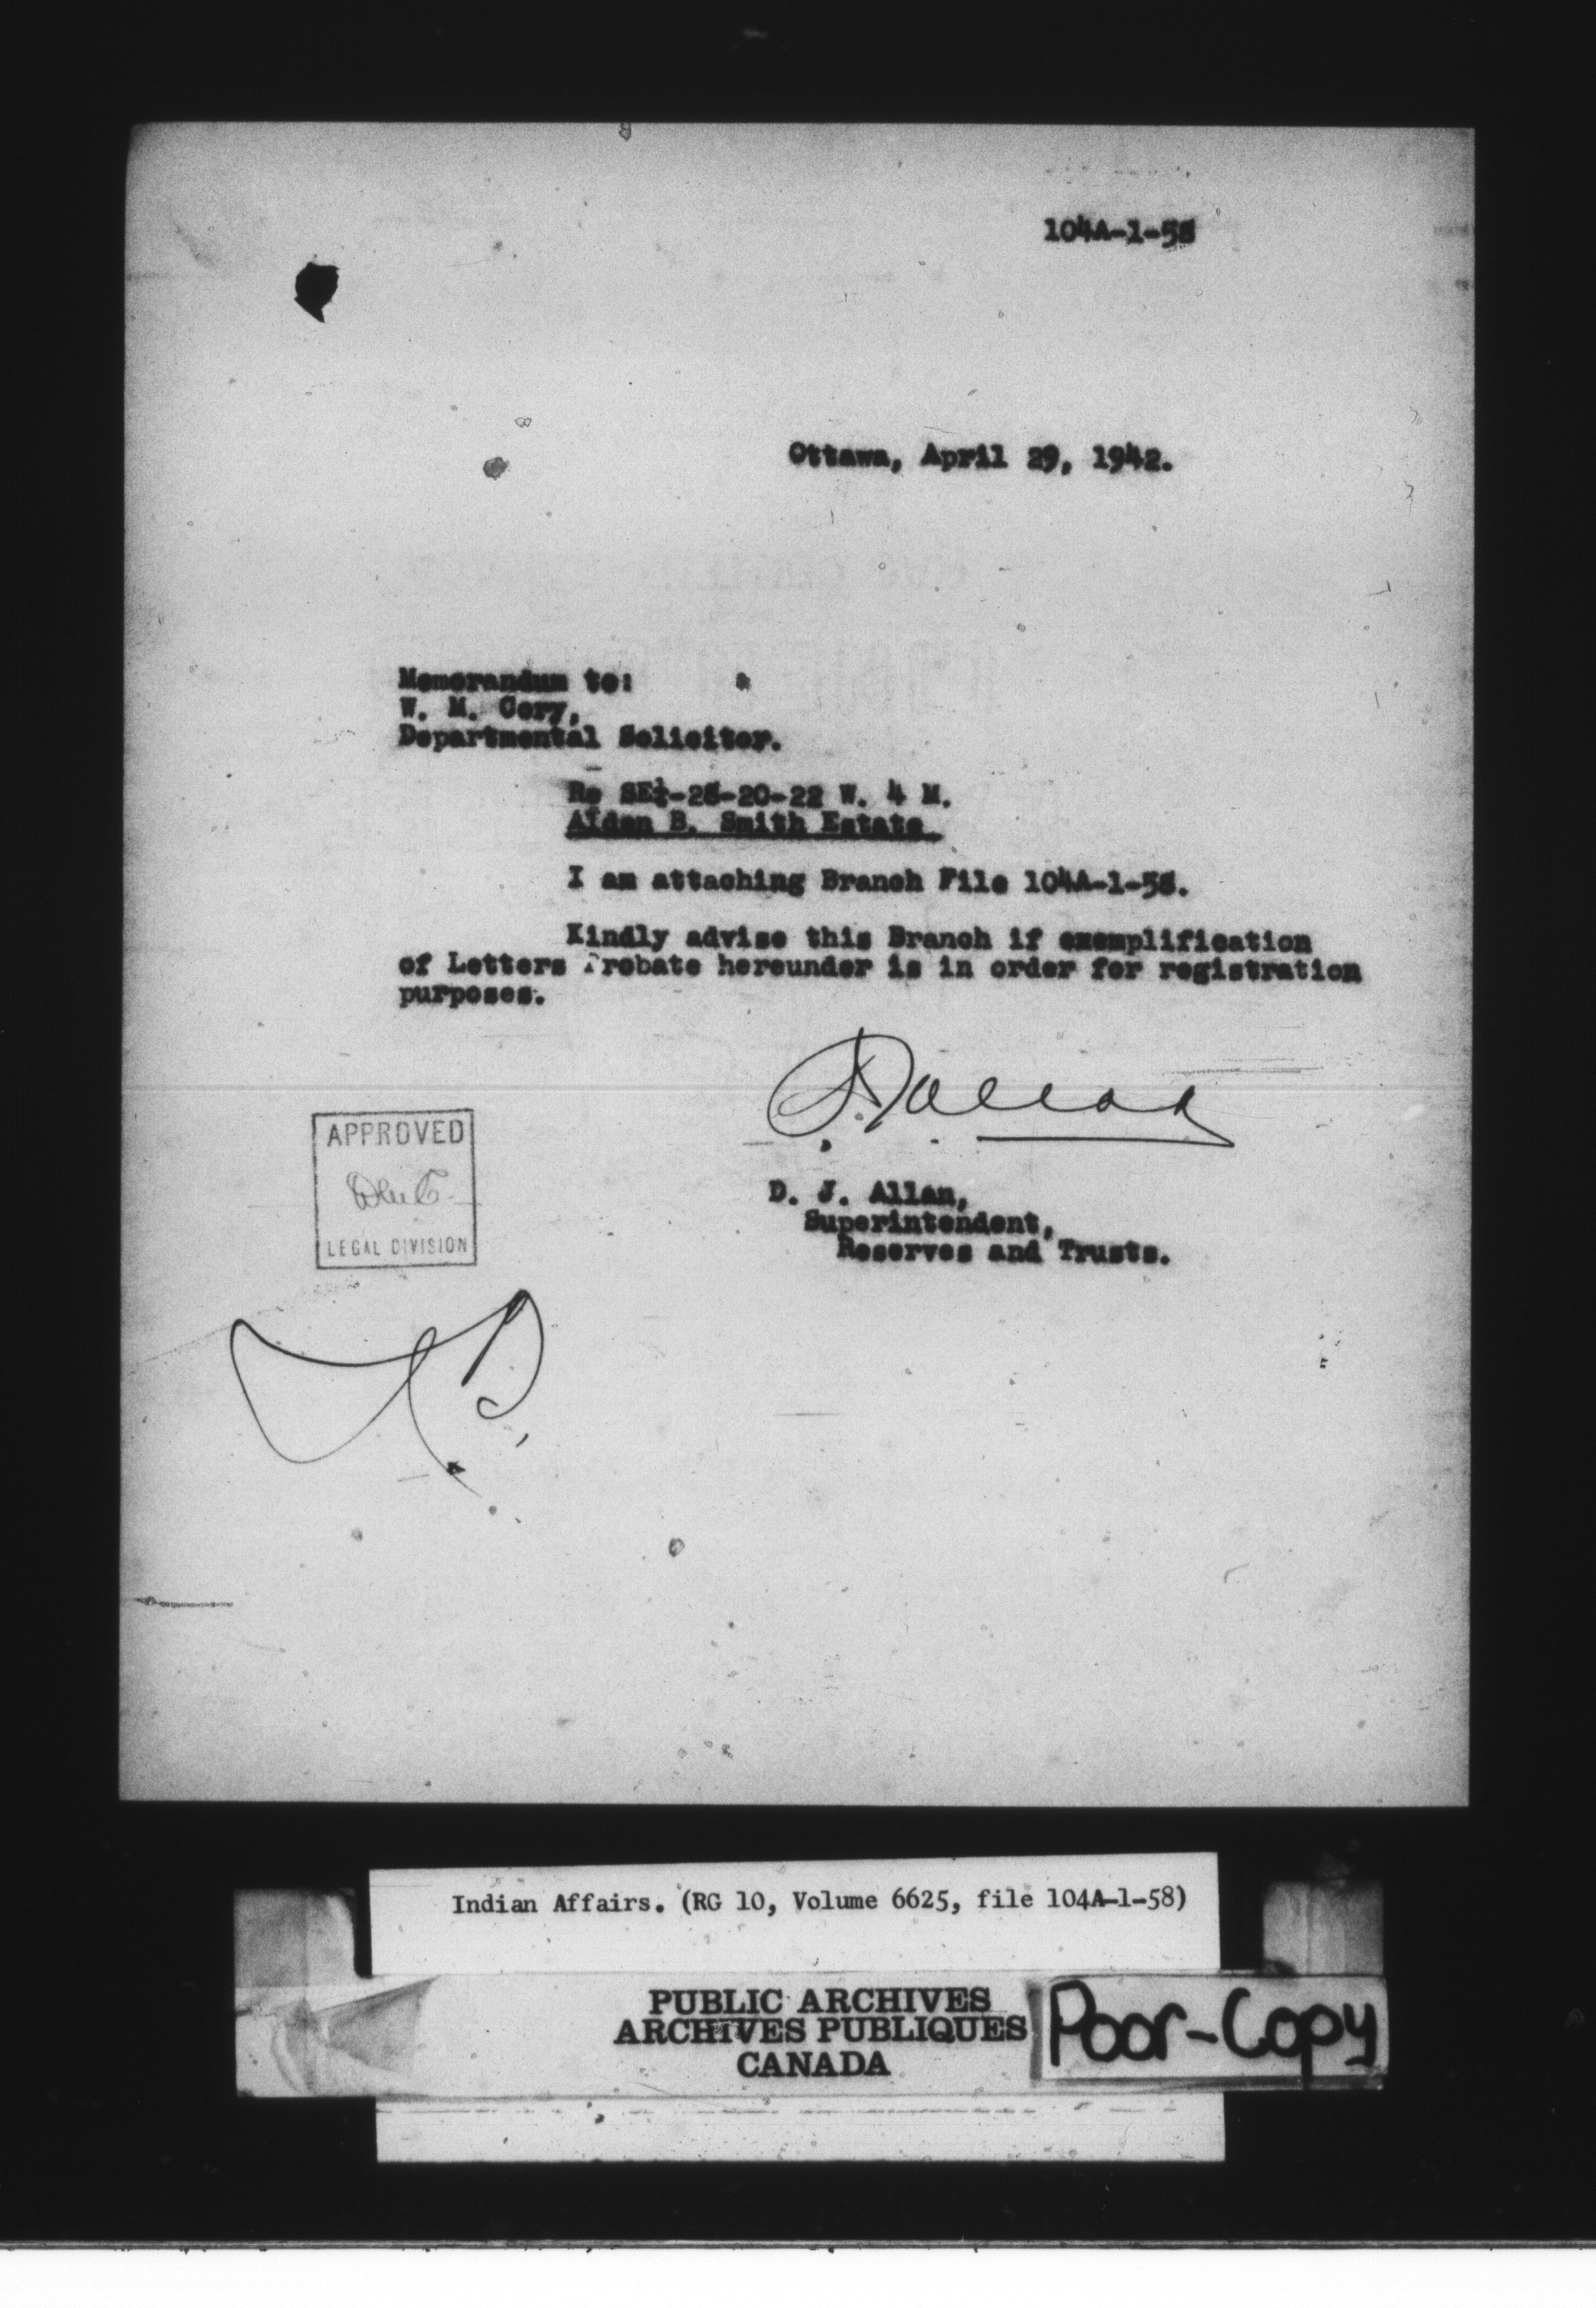 104A-1-58
Ottawa, April 29, 1942.
Memorandum to:
W. M. Cory,
Departmental Solicitor.
Re SE¼-28-20-22 W. 4 M.
Alden B. Smith Estate.
I am attaching Branch File 104A-1-58.
Kindly advise this Branch if exemplification
of Letters Probate hereunder is in order for registration
purposes.
D. J. Allan,
Superintendent,
Reserves and Trusts.
APPROVED
LEGAL DIVISION
Indian Affairs. (RG 10, Volume 6625, file 104A-1-58)
PUBLIC ARCHIVES
ARCHIVES PUBLIQUES
CANADA
Poor-Copy